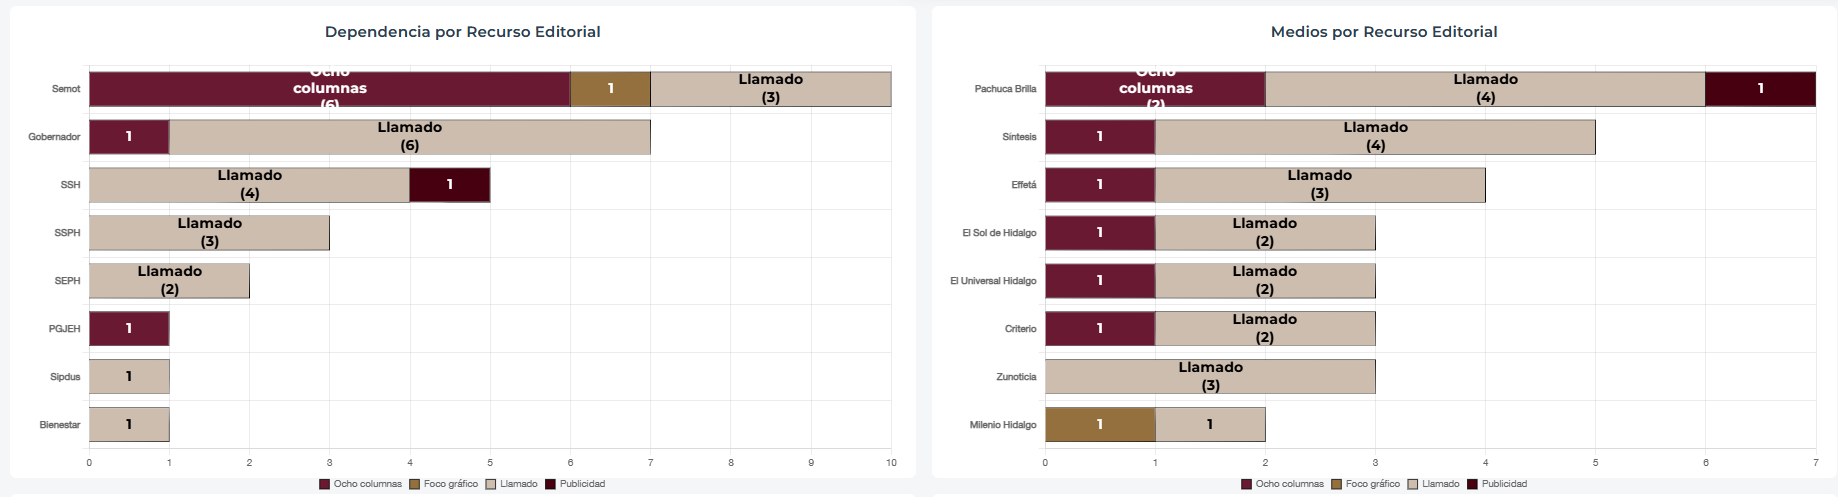 Dependencia por Recurso Editorial
Semot
Ocho
columnas
(6)
1
Llamado
(3)
Gobernador
1
Llamado
(6)
SSH
Llamado
(4)
1
SSPH
Llamado
(3)
SEPH
Llamado
(2)
PGJEH
1
Sipdus
1
Bienestar
1
0 1 2 3 4 5 6 7 8 9 10
Ocho columnas Foco gráfico Llamado Publicidad
Medios por Recurso Editorial
Pachuca Brilla
Ocho
columnas
(2)
Llamado
(4)
1
Síntesis
1
Llamado
(4)
Effetá
1
Llamado
(3)
El Sol de Hidalgo
1
Llamado
(2)
El Universal Hidalgo
1
Llamado
(2)
Criterio
1
Llamado
(2)
Zunoticia
Llamado
(3)
Milenio Hidalgo
1
1
0 1 2 3 4 5 6 7
Ocho columnas Foco gráfico Llamado Publicidad